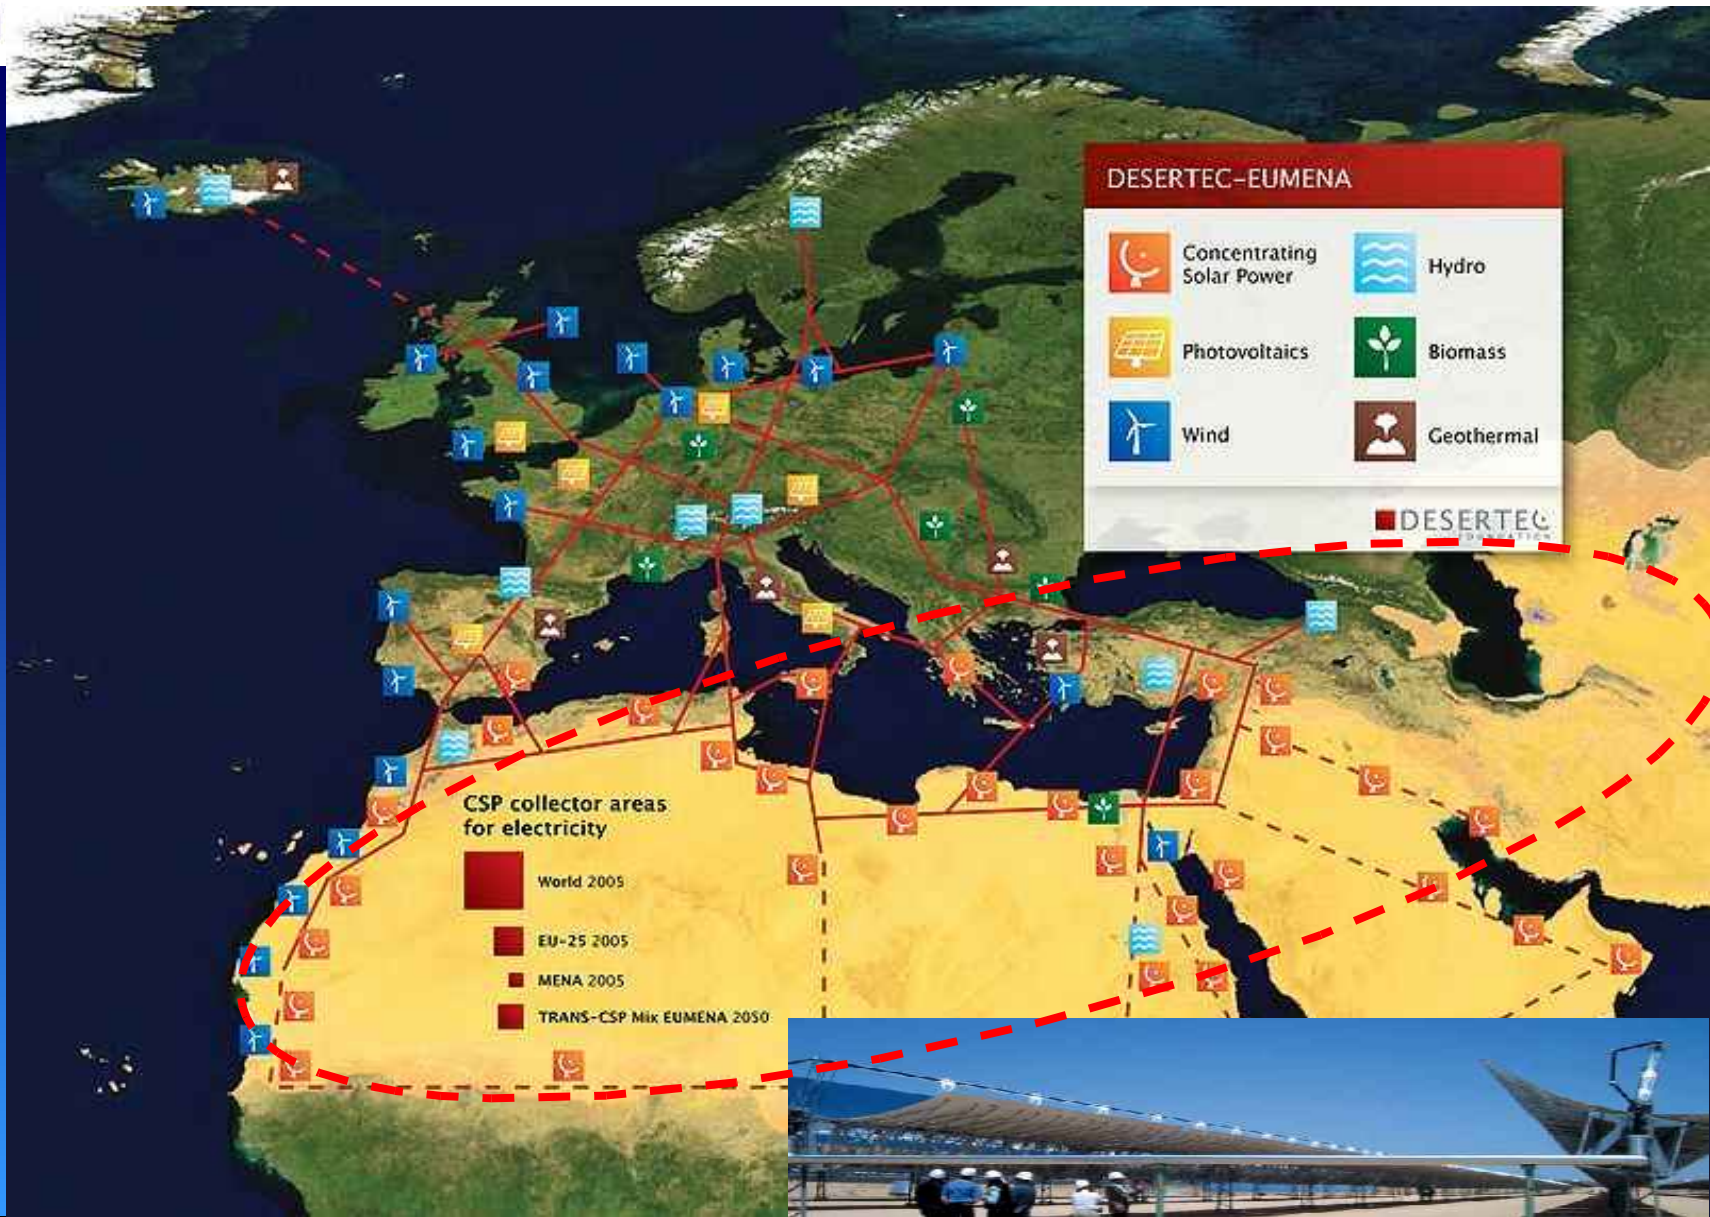 DESERTEC-EUMENA
Concentrating
Solar Power
Hydro
Photovoltaics
Biomass
Wind
Geothermal
DESERTEC
FOUNDATION
CSP collector areas
for electricity
World 2005
EU-25 2005
MENA 2005
TRANS-CSP Mix EUMENA 2050